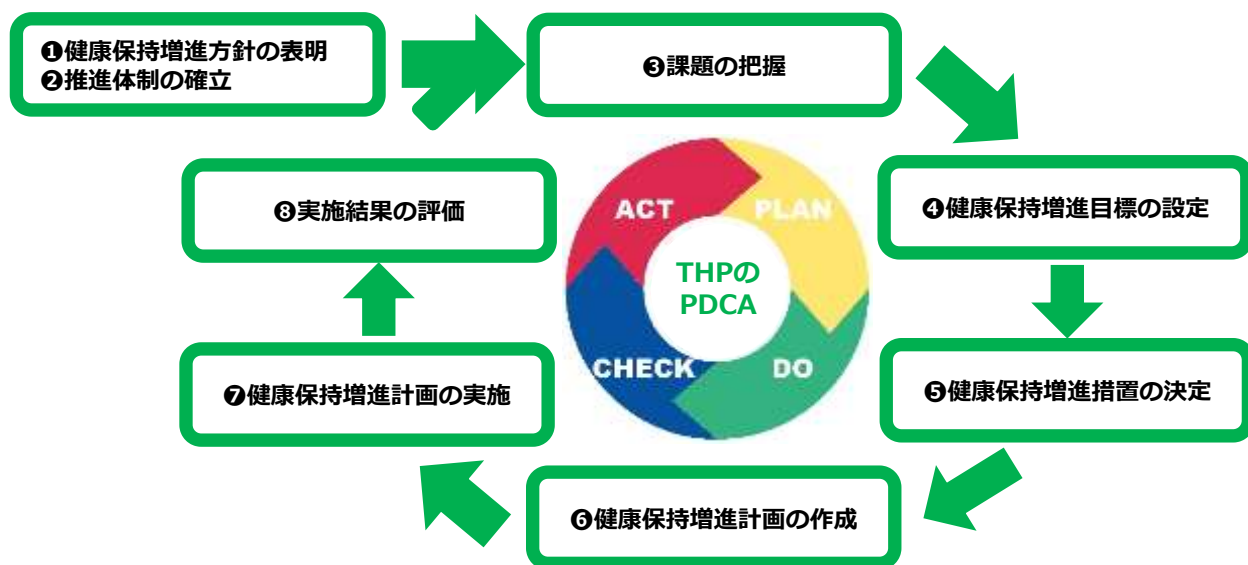 ❶健康保持増進方針の表明
❷推進体制の確立
❸課題の把握
❹健康保持増進目標の設定
❺健康保持増進措置の決定
❻健康保持増進計画の作成
❼健康保持増進計画の実施
❽実施結果の評価
ACT
PLAN
THPの
PDCA
CHECK
DO